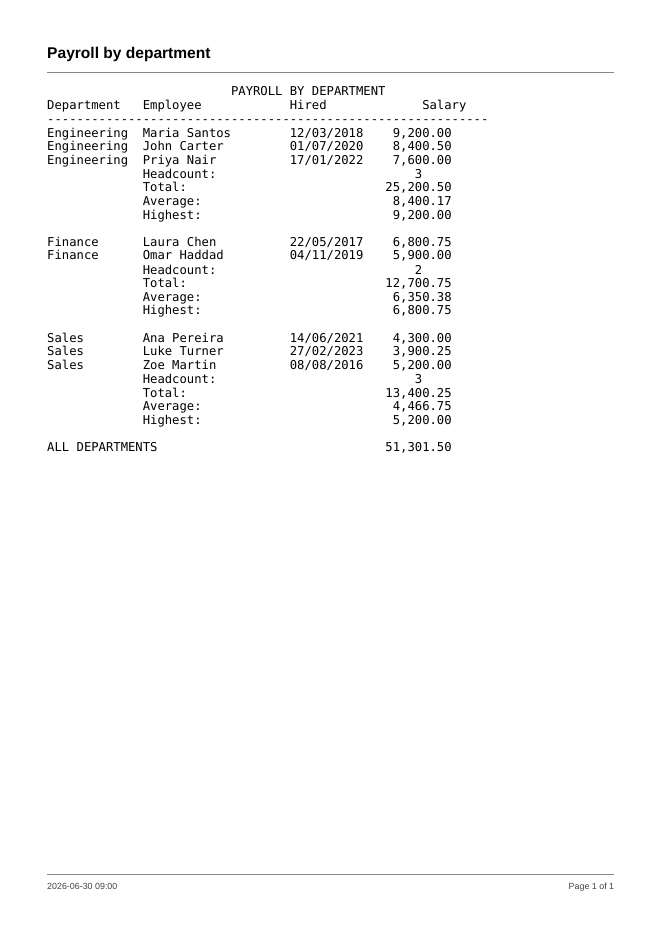 Payroll by department
PAYROLL BY DEPARTMENT
Department Employee Hired Salary
------------------------------------------------------------
Engineering Maria Santos 12/03/2018 9,200.00
Engineering John Carter 01/07/2020 8,400.50
Engineering Priya Nair 17/01/2022 7,600.00
Headcount: 3
Total: 25,200.50
Average: 8,400.17
Highest: 9,200.00
Finance Laura Chen 22/05/2017 6,800.75
Finance Omar Haddad 04/11/2019 5,900.00
Headcount: 2
Total: 12,700.75
Average: 6,350.38
Highest: 6,800.75
Sales Ana Pereira 14/06/2021 4,300.00
Sales Luke Turner 27/02/2023 3,900.25
Sales Zoe Martin 08/08/2016 5,200.00
Headcount: 3
Total: 13,400.25
Average: 4,466.75
Highest: 5,200.00
ALL DEPARTMENTS 51,301.50
2026-06-30 09:00 Page 1 of 1